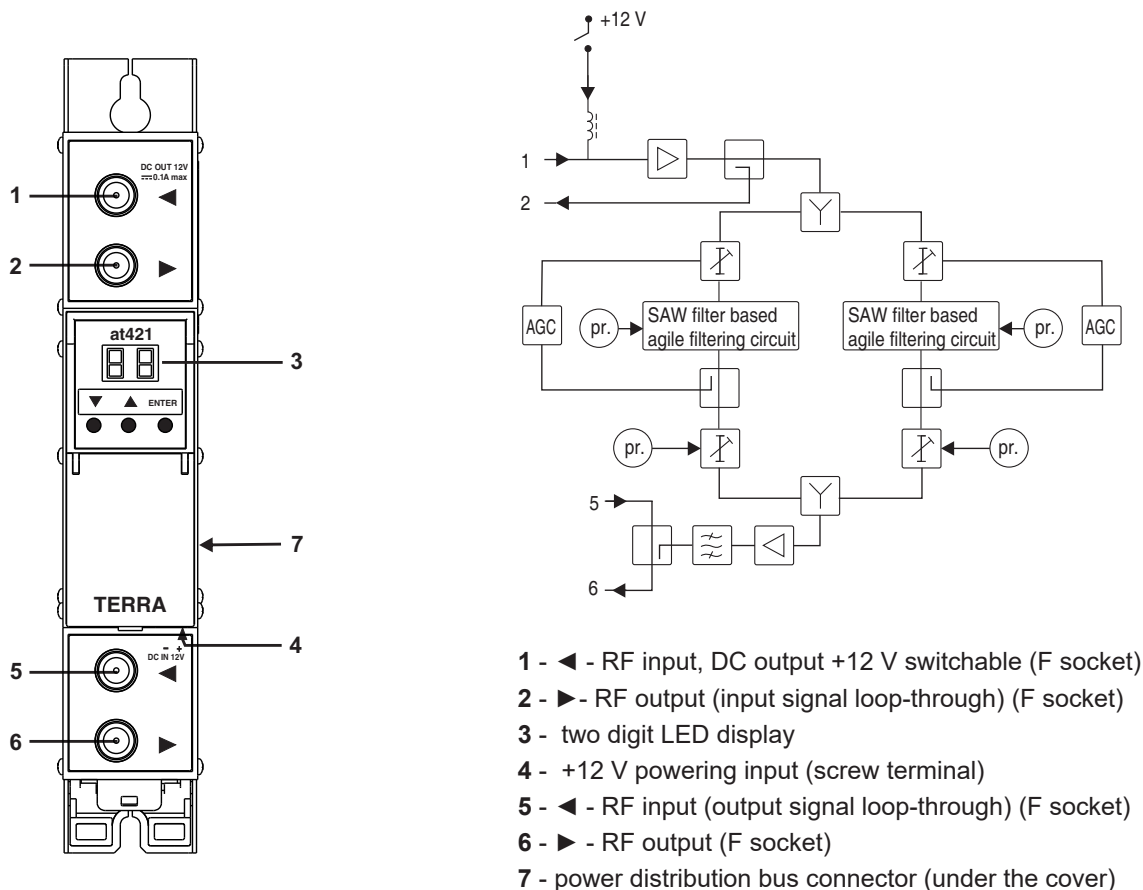 DC OUT 12V
0.1A max
1
◄
2
►
at421
3
▼ ▲ ENTER
7
TERRA
4
- +
DC IN 12V
5
◄
6
►
+12 V
1
2
AGC
pr.
SAW filter based
agile filtering circuit
SAW filter based
agile filtering circuit
pr.
AGC
pr.
pr.
5
6
1 - ◄ - RF input, DC output +12 V switchable (F socket)
2 - ►- RF output (input signal loop-through) (F socket)
3 - two digit LED display
4 - +12 V powering input (screw terminal)
5 - ◄ - RF input (output signal loop-through) (F socket)
6 - ► - RF output (F socket)
7 - power distribution bus connector (under the cover)